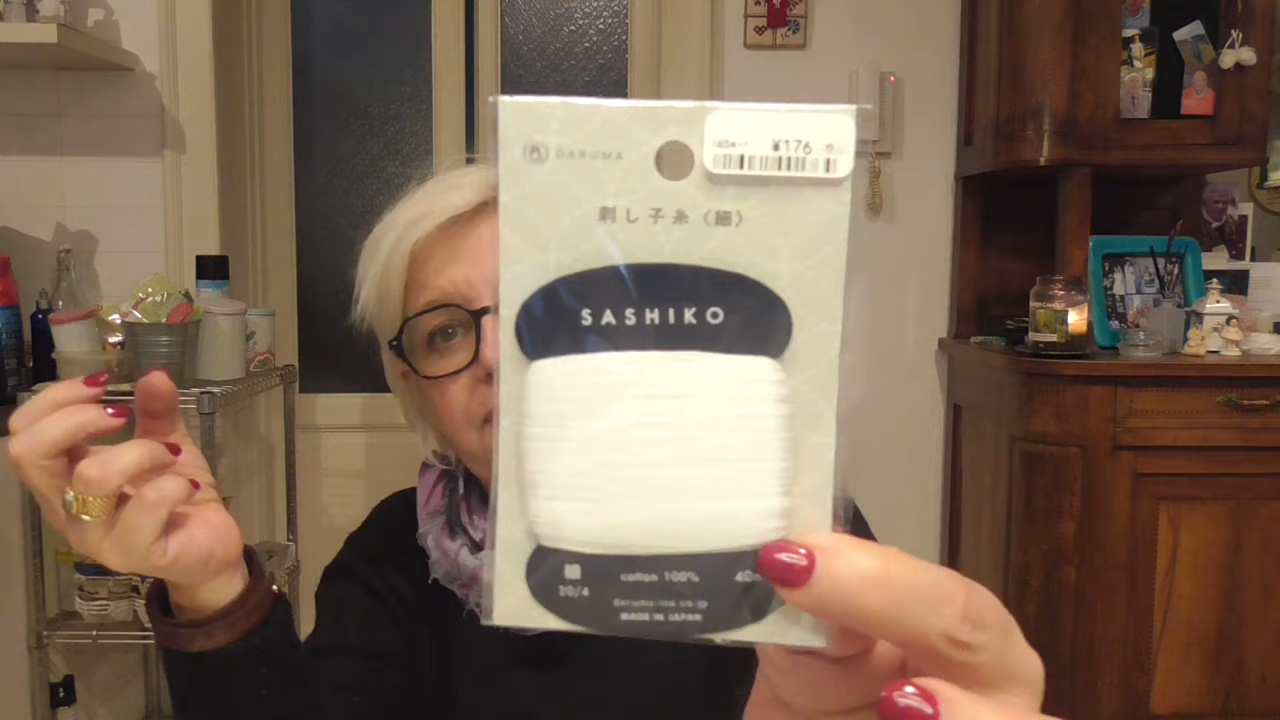 DARUMA
¥176
刺し子糸〈細〉
SASHIKO
細
20/4
cotton 100%
40
daruma-ito.co.jp
MADE IN JAPAN